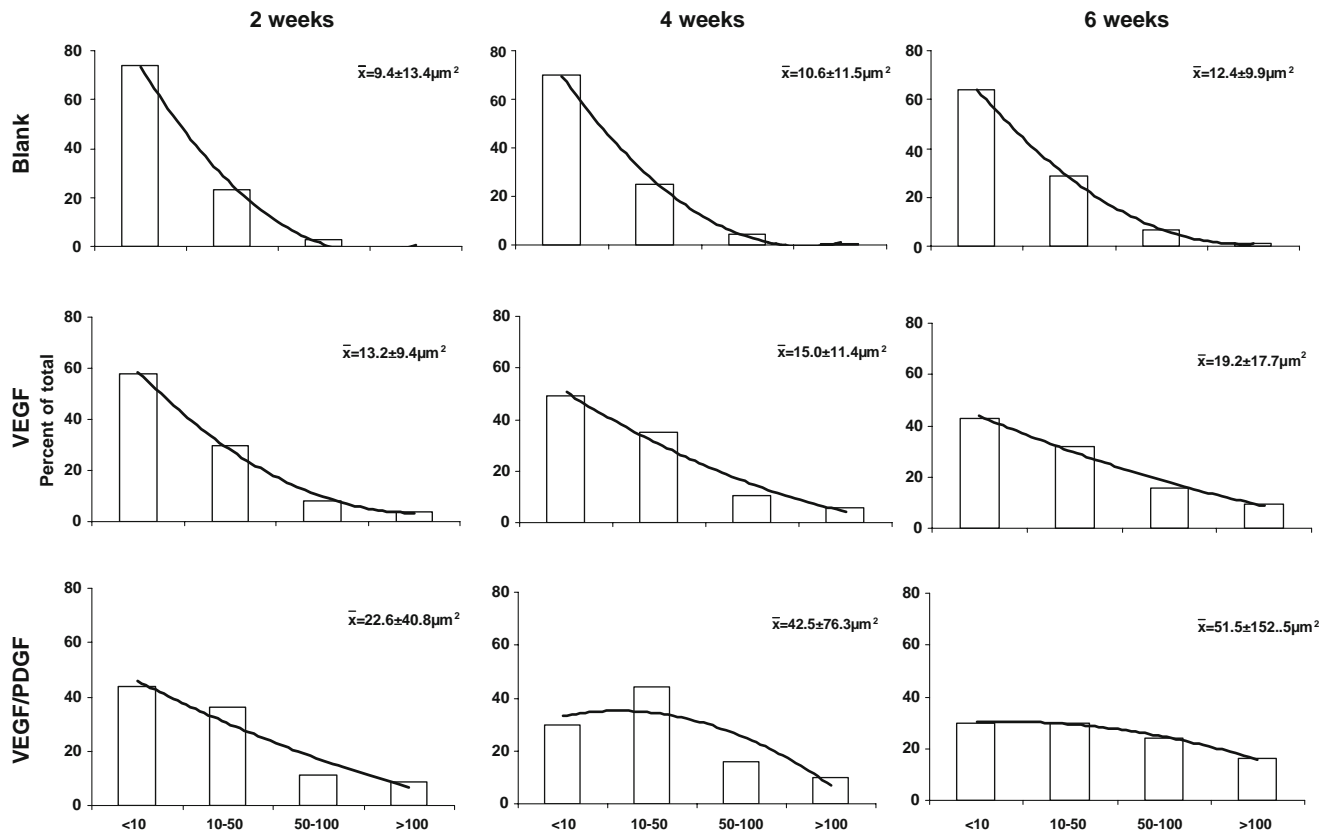 2 weeks
4 weeks
6 weeks
Blank
80
60
40
20
0
x̄=9.4±13.4µm²
80
60
40
20
0
x̄=10.6±11.5µm²
80
60
40
20
0
x̄=12.4±9.9µm²
VEGF
Percent of total
80
60
40
20
0
x̄=13.2±9.4µm²
80
60
40
20
0
x̄=15.0±11.4µm²
80
60
40
20
0
x̄=19.2±17.7µm²
VEGF/PDGF
80
60
40
20
0
x̄=22.6±40.8µm²
<10 10-50 50-100 >100
80
60
40
20
0
x̄=42.5±76.3µm²
<10 10-50 50-100 >100
80
60
40
20
0
x̄=51.5±152..5µm²
<10 10-50 50-100 >100